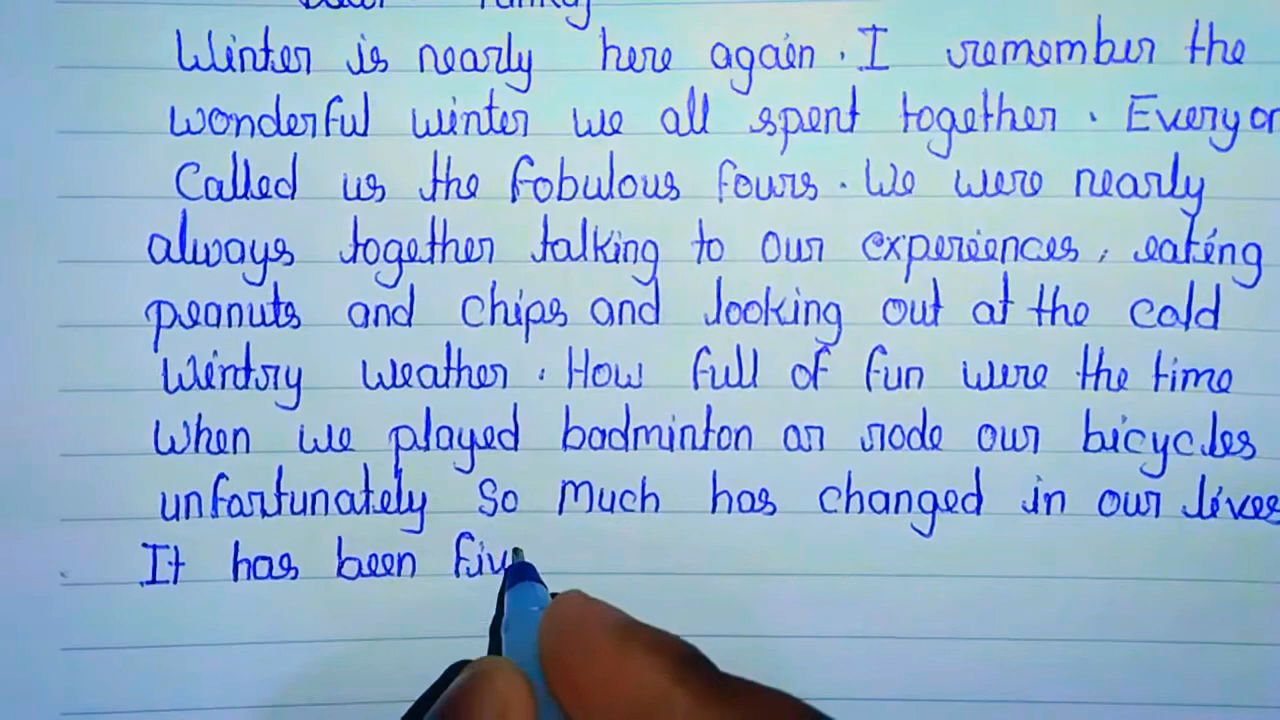 Winter is nearly here again. I remember the
wonderful winter we all spent together. Everyon
Called us the Fobulous fours. We were nearly
always together talking to our experiences, eating
peanuts and chips and looking out at the cold
Wintry weather. How full of fun were the time
When we played badminton or rode our bicycles
unfortunately So Much has changed in our lives
It has been Fiv